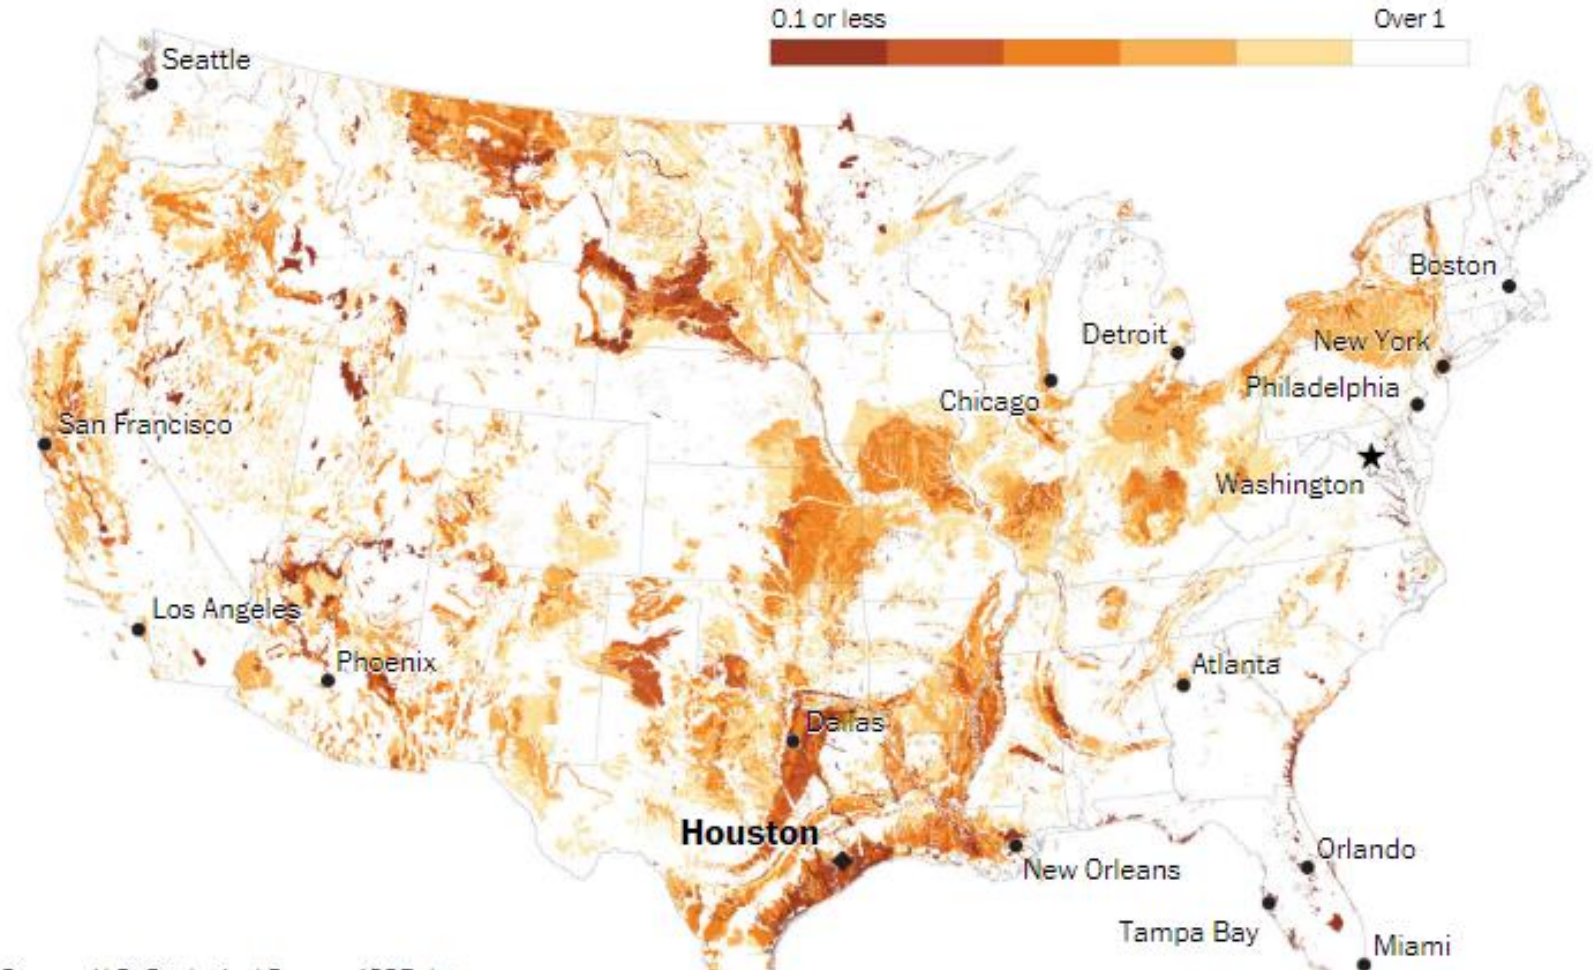 0.1 or less
Over 1
Seattle
Boston
Detroit
New York
Chicago
Philadelphia
San Francisco
Washington
Los Angeles
Phoenix
Atlanta
Dallas
Houston
Orlando
New Orleans
Tampa Bay
Miami